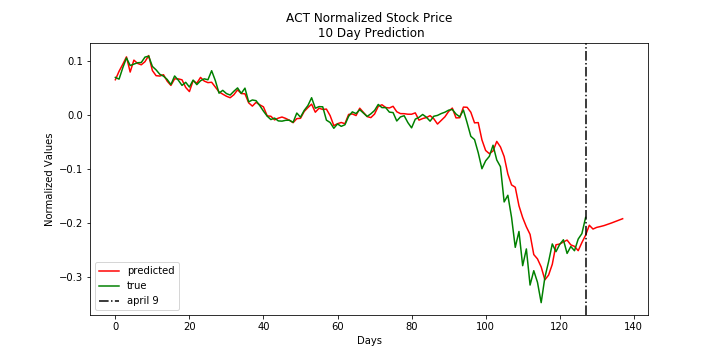 ACT Normalized Stock Price
10 Day Prediction
Normalized Values
0.1
0.0
−0.1
−0.2
−0.3
predicted
true
april 9
0
20
40
60
80
100
120
140
Days